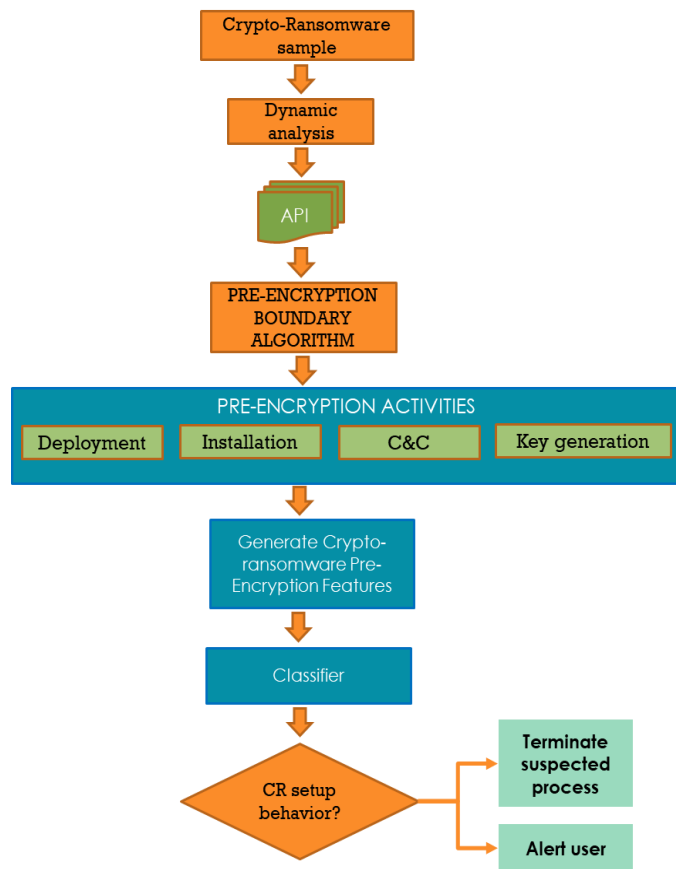 Crypto-Ransomware
sample
Dynamic
analysis
API
PRE-ENCRYPTION
BOUNDARY
ALGORITHM
PRE-ENCRYPTION ACTIVITIES
Deployment
Installation
C&C
Key generation
Generate Crypto-
ransomware Pre-
Encryption Features
Classifier
CR setup
behavior?
Terminate
suspected
process
Alert user